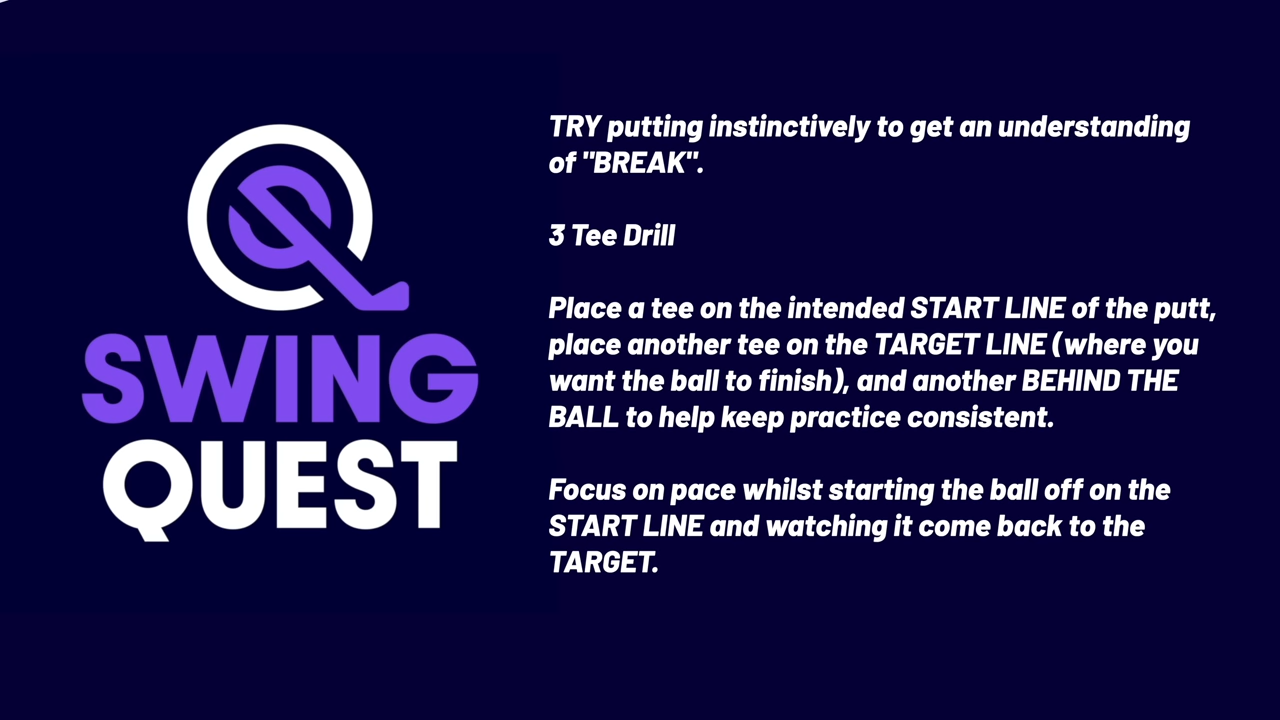 SWING
QUEST
TRY putting instinctively to get an understanding
of "BREAK".
3 Tee Drill
Place a tee on the intended START LINE of the putt,
place another tee on the TARGET LINE (where you
want the ball to finish), and another BEHIND THE
BALL to help keep practice consistent.
Focus on pace whilst starting the ball off on the
START LINE and watching it come back to the
TARGET.